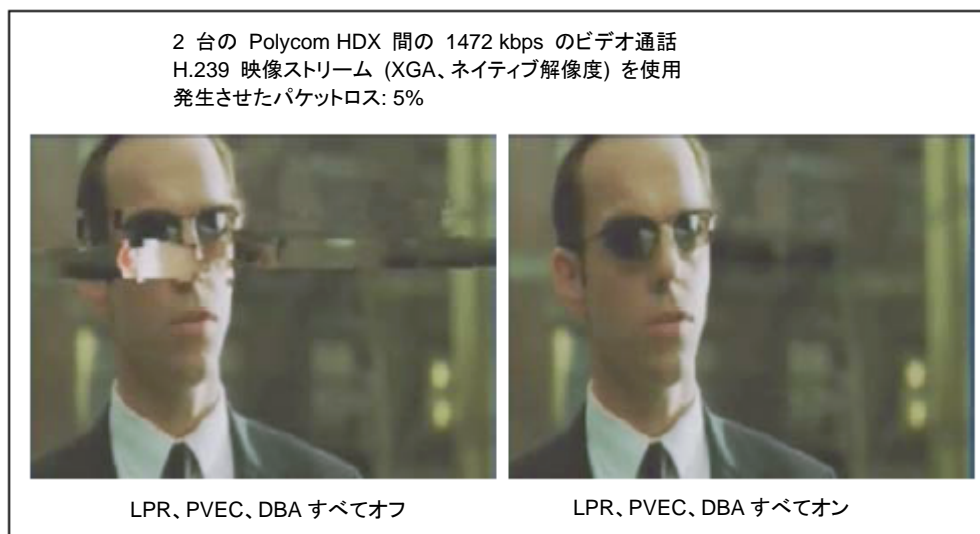 2 台の Polycom HDX 間の 1472 kbps のビデオ通話
H.239 映像ストリーム (XGA、ネイティブ解像度) を使用
発生させたパケットロス: 5%
LPR、PVEC、DBA すべてオフ
LPR、PVEC、DBA すべてオン